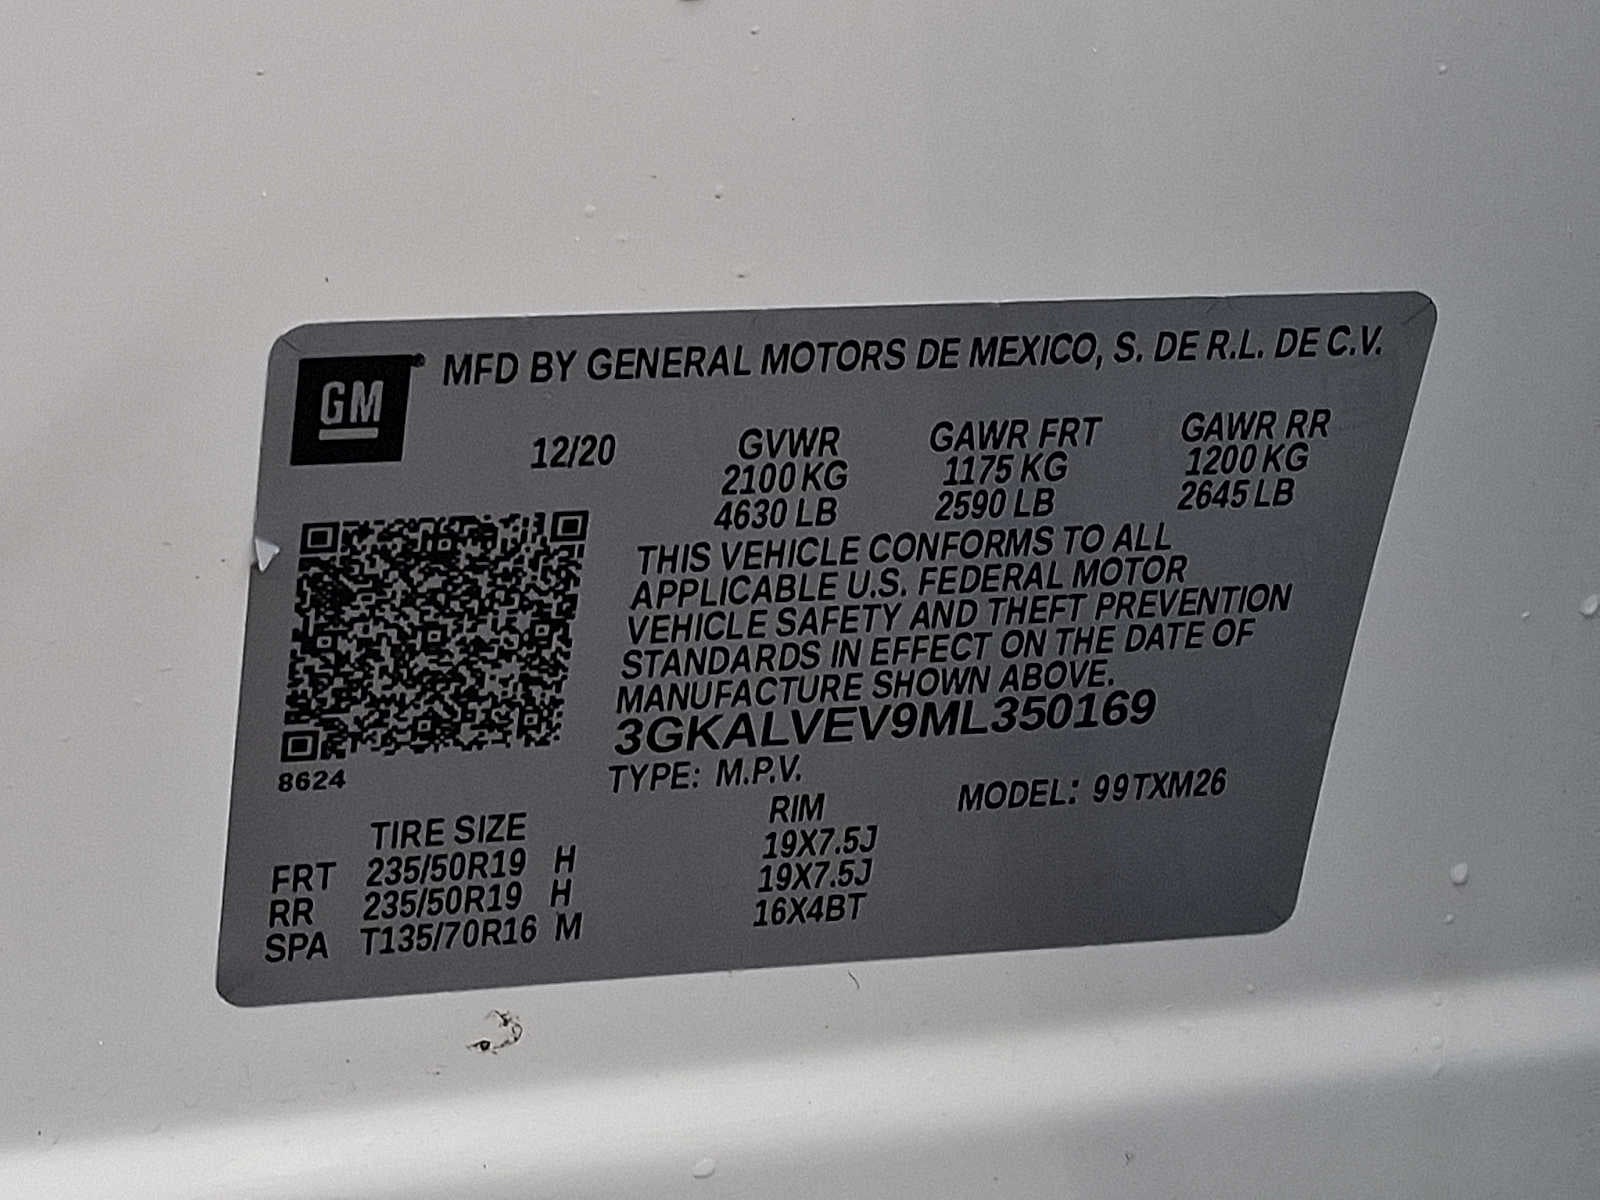 GM
MFD BY GENERAL MOTORS DE MEXICO, S. DE R.L. DE C.V.
12/20 GVWR GAWR FRT GAWR RR
2100 KG 1175 KG 1200 KG
4630 LB 2590 LB 2645 LB
THIS VEHICLE CONFORMS TO ALL
APPLICABLE U.S. FEDERAL MOTOR
VEHICLE SAFETY AND THEFT PREVENTION
STANDARDS IN EFFECT ON THE DATE OF
MANUFACTURE SHOWN ABOVE.
3GKALVEV9ML350169
8624
TYPE: M.P.V. MODEL: 99TXM26
TIRE SIZE RIM
FRT 235/50R19 H 19X7.5J
RR 235/50R19 H 19X7.5J
SPA T135/70R16 M 16X4BT